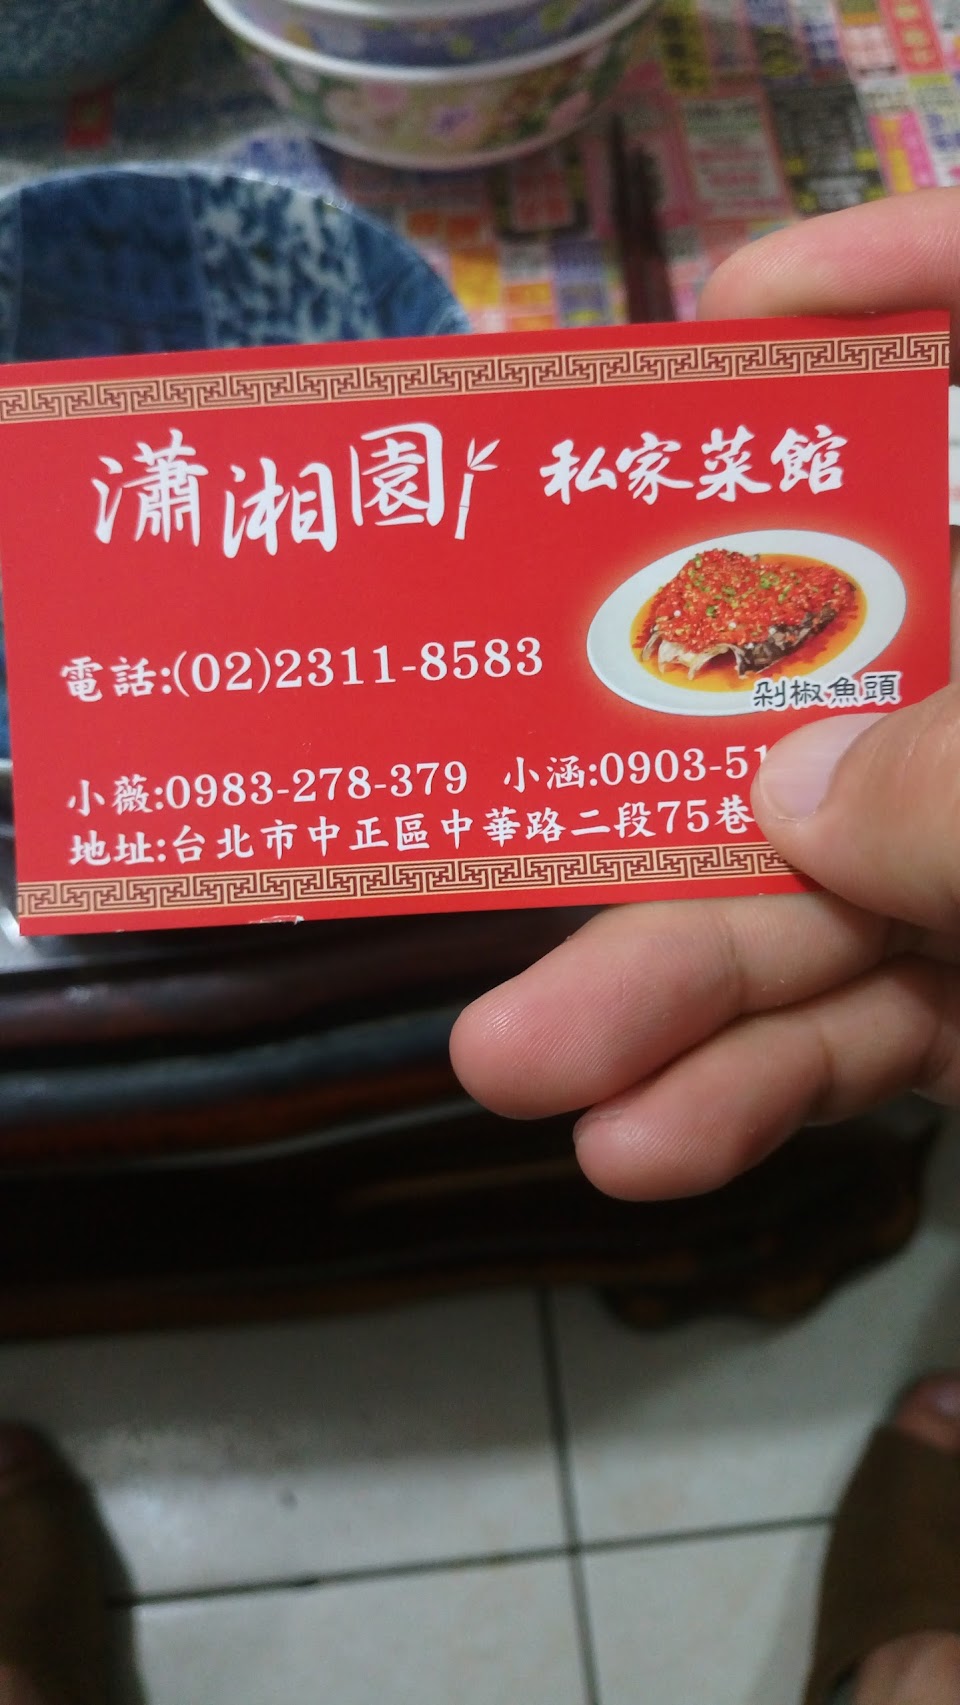 瀟湘園 私家菜館
電話:(02)2311-8583
剁椒魚頭
小薇:0983-278-379 小涵:0903-51
地址:台北市中正區中華路二段75巷